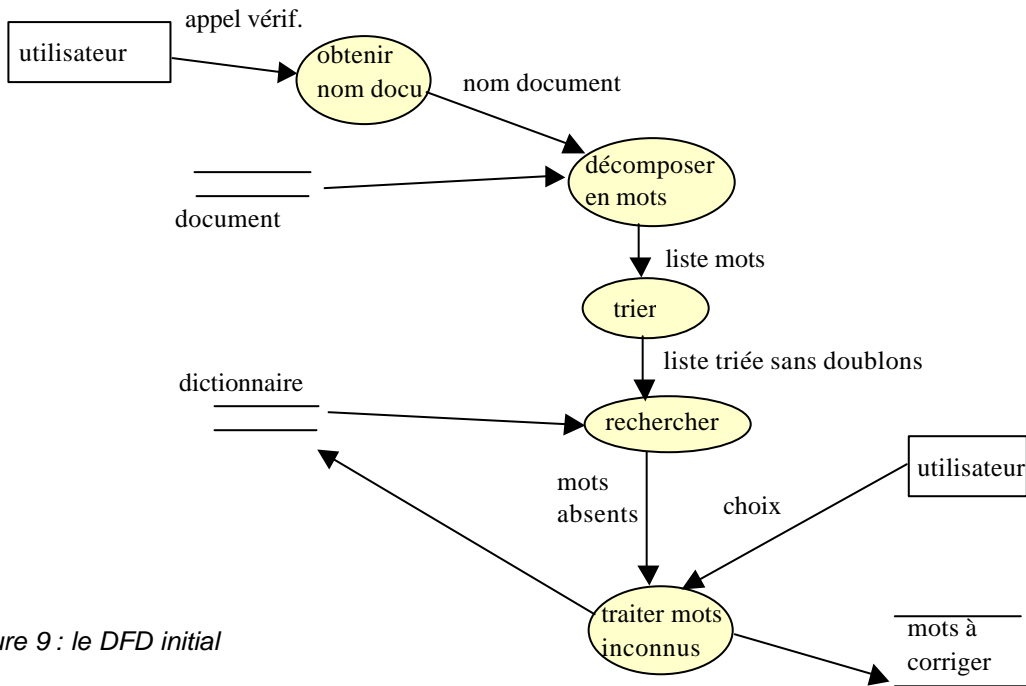 appel vérif.
utilisateur
obtenir
nom docu
nom document
décomposer
en mots
document
liste mots
trier
liste triée sans doublons
dictionnaire
rechercher
utilisateur
mots
absents
choix
traiter mots
inconnus
mots à
corriger
ure 9 : le DFD initial